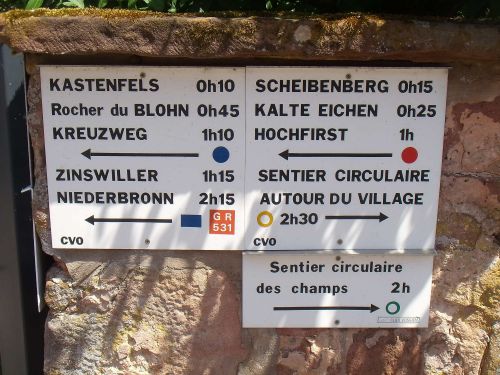 KASTENFELS 0h10
Rocher du BLOHN 0h45
KREUZWEG 1h10
ZINSWILLER 1h15
NIEDERBRONN 2h15
GR
531
CVO
SCHEIBENBERG 0h15
KALTE EICHEN 0h25
HOCHFIRST 1h
SENTIER CIRCULAIRE
AUTOUR DU VILLAGE
2h30
CVO
Sentier circulaire
des champs 2h